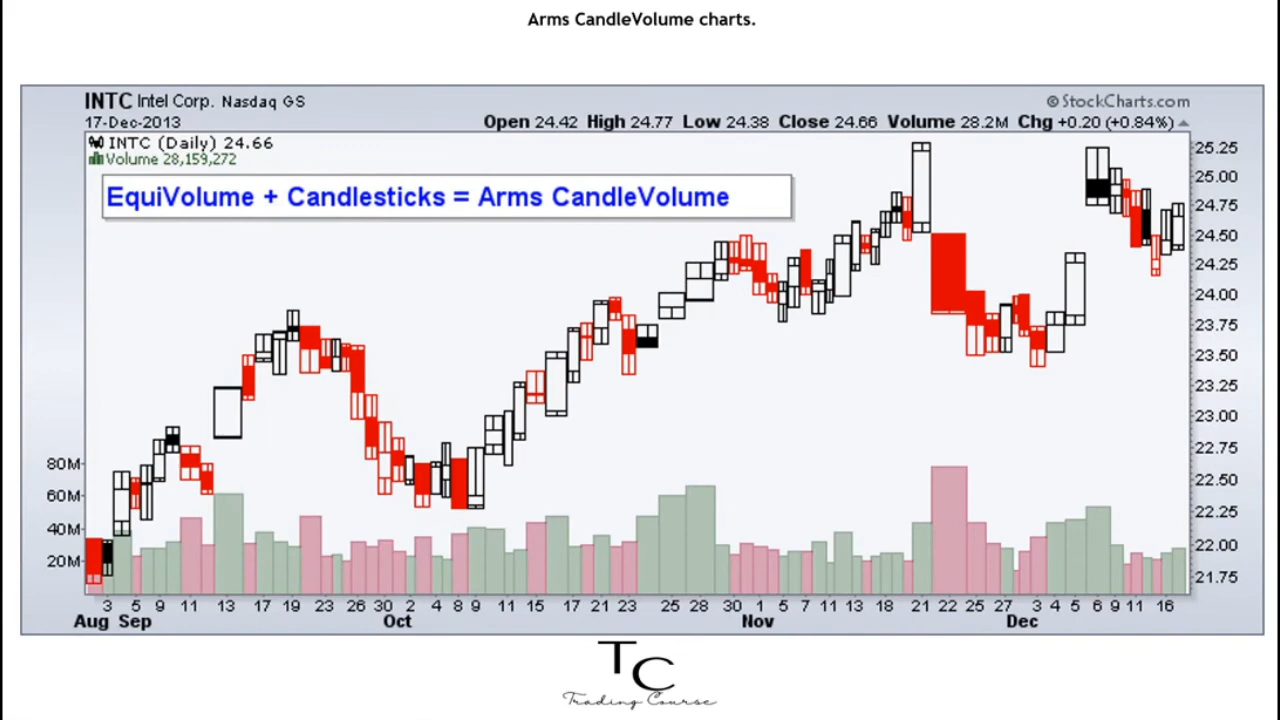 Arms CandleVolume charts.
INTC Intel Corp. Nasdaq GS
© StockCharts.com
17-Dec-2013
Open 24.42 High 24.77 Low 24.38 Close 24.66 Volume 28.2M Chg +0.20 (+0.84%)
INTC (Daily) 24.66
Volume 28,159,272
EquiVolume + Candlesticks = Arms CandleVolume
25.25
25.00
24.75
24.50
24.25
24.00
23.75
23.50
23.25
23.00
22.75
22.50
22.25
22.00
21.75
80M
60M
40M
20M
3 5 9 11 13 17 19 23 26 30 2 4 8 9 11 15 17 21 23 25 28 30 1 5 7 11 13 18 21 22 25 27 3 4 5 6 9 11 16
Aug Sep Oct Nov Dec
TC
Trading Course